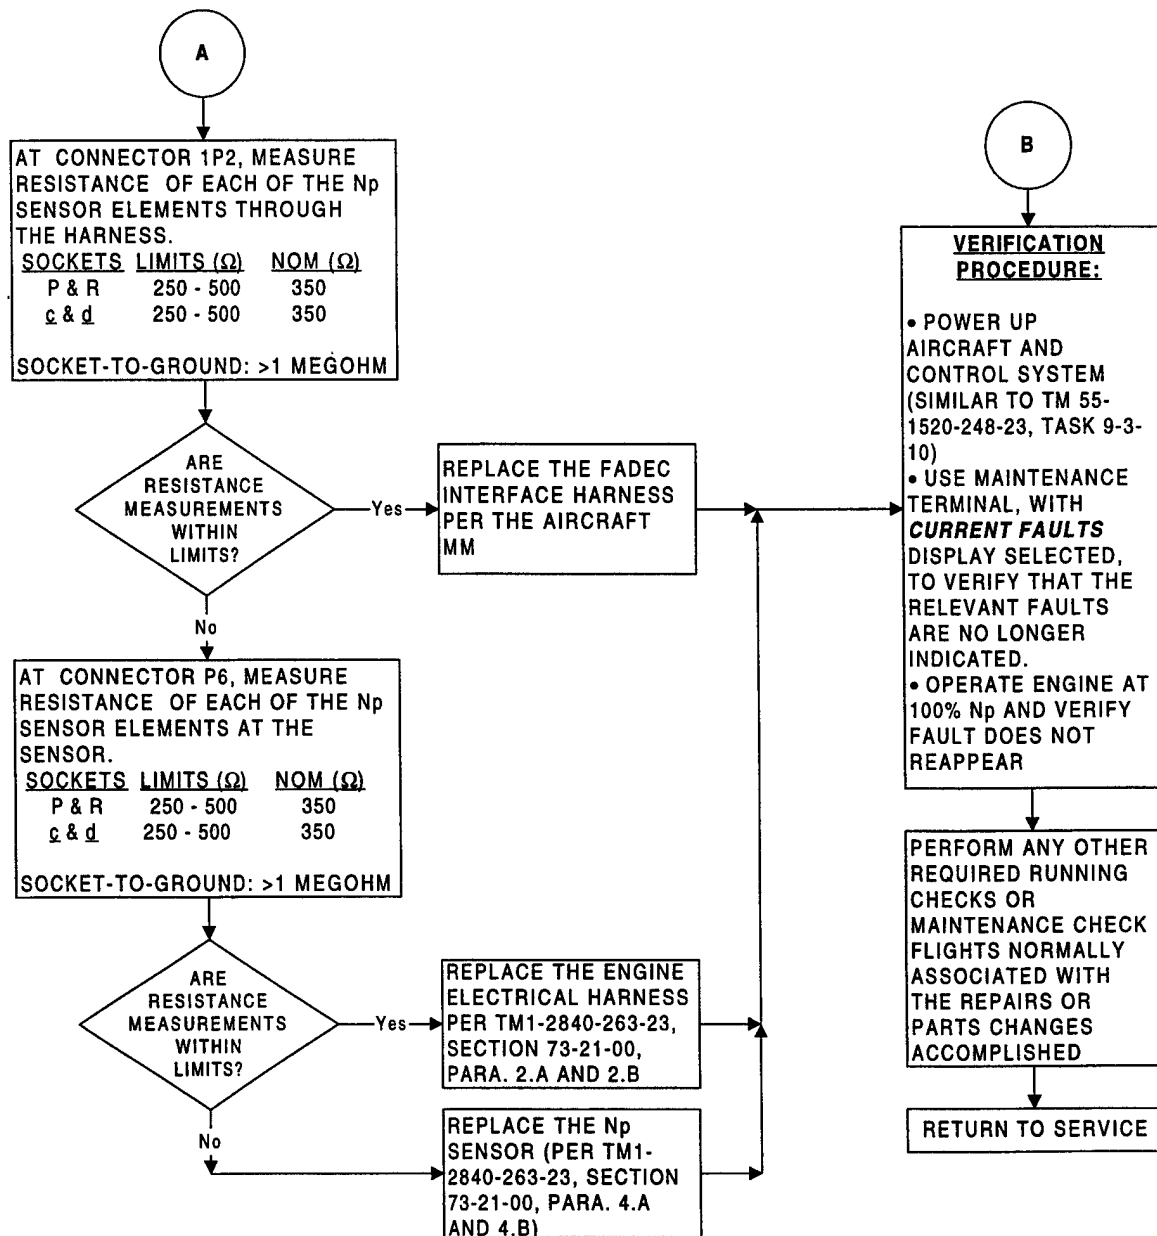 A
AT CONNECTOR 1P2, MEASURE
RESISTANCE OF EACH OF THE Np
SENSOR ELEMENTS THROUGH
THE HARNESS.
SOCKETS LIMITS (Ω) NOM (Ω)
P & R 250 - 500 350
c & d 250 - 500 350
SOCKET-TO-GROUND: >1 MEGOHM
ARE
RESISTANCE
MEASUREMENTS
WITHIN
LIMITS?
Yes
REPLACE THE FADEC
INTERFACE HARNESS
PER THE AIRCRAFT
MM
No
AT CONNECTOR P6, MEASURE
RESISTANCE OF EACH OF THE Np
SENSOR ELEMENTS AT THE
SENSOR.
SOCKETS LIMITS (Ω) NOM (Ω)
P & R 250 - 500 350
c & d 250 - 500 350
SOCKET-TO-GROUND: >1 MEGOHM
ARE
RESISTANCE
MEASUREMENTS
WITHIN
LIMITS?
Yes
REPLACE THE ENGINE
ELECTRICAL HARNESS
PER TM1-2840-263-23,
SECTION 73-21-00,
PARA. 2.A AND 2.B
No
REPLACE THE Np
SENSOR (PER TM1-
2840-263-23, SECTION
73-21-00, PARA. 4.A
AND 4.B)
B
VERIFICATION
PROCEDURE:
• POWER UP
AIRCRAFT AND
CONTROL SYSTEM
(SIMILAR TO TM 55-
1520-248-23, TASK 9-3-
10)
• USE MAINTENANCE
TERMINAL, WITH
CURRENT FAULTS
DISPLAY SELECTED,
TO VERIFY THAT THE
RELEVANT FAULTS
ARE NO LONGER
INDICATED.
• OPERATE ENGINE AT
100% Np AND VERIFY
FAULT DOES NOT
REAPPEAR
PERFORM ANY OTHER
REQUIRED RUNNING
CHECKS OR
MAINTENANCE CHECK
FLIGHTS NORMALLY
ASSOCIATED WITH
THE REPAIRS OR
PARTS CHANGES
ACCOMPLISHED
RETURN TO SERVICE